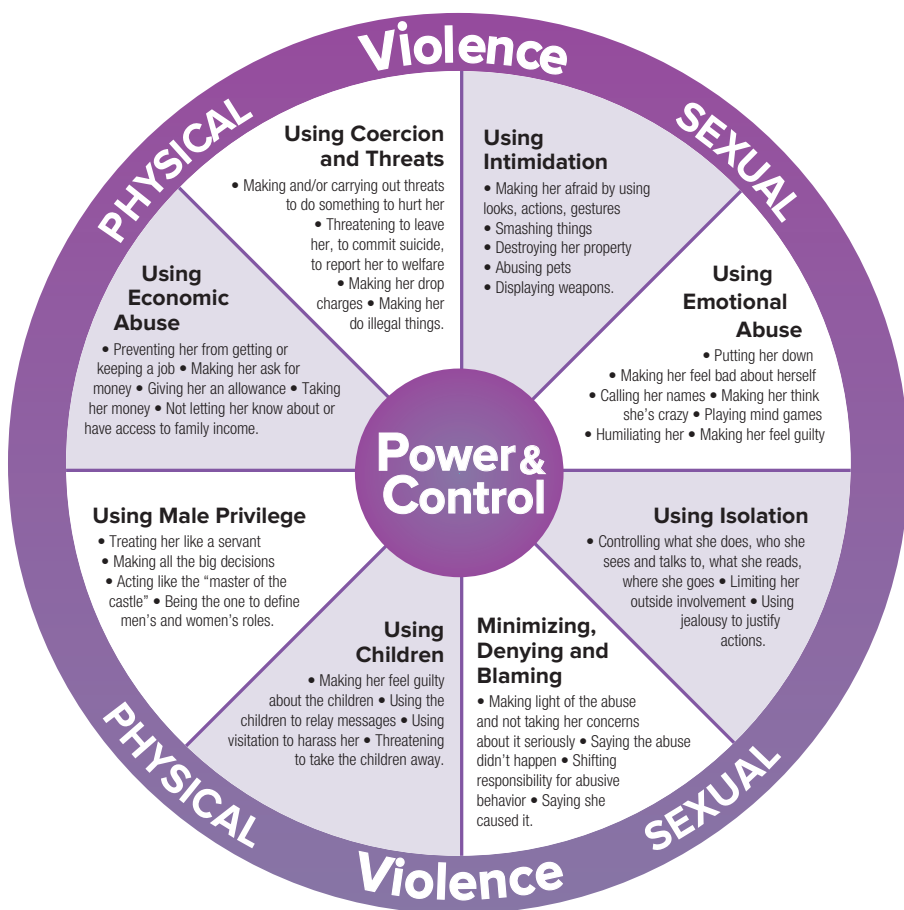 Violence
PHYSICAL
SEXUAL
Using Coercion
and Threats
• Making and/or carrying out threats
to do something to hurt her
• Threatening to leave
her, to commit suicide,
to report her to welfare
• Making her drop
charges • Making her
do illegal things.
Using
Intimidation
• Making her afraid by using
looks, actions, gestures
• Smashing things
• Destroying her property
• Abusing pets
• Displaying weapons.
Using
Economic
Abuse
• Preventing her from getting or
keeping a job • Making her ask for
money • Giving her an allowance • Taking
her money • Not letting her know about or
have access to family income.
Using
Emotional
Abuse
• Putting her down
• Making her feel bad about herself
• Calling her names • Making her think
she's crazy • Playing mind games
• Humiliating her • Making her feel guilty
Power &
Control
Using Male Privilege
• Treating her like a servant
• Making all the big decisions
• Acting like the “master of the
castle” • Being the one to define
men's and women's roles.
Using Isolation
• Controlling what she does, who she
sees and talks to, what she reads,
where she goes • Limiting her
outside involvement • Using
jealousy to justify
actions.
Using
Children
• Making her feel guilty
about the children • Using the
children to relay messages • Using
visitation to harass her • Threatening
to take the children away.
Minimizing,
Denying and
Blaming
• Making light of the abuse
and not taking her concerns
about it seriously • Saying the abuse
didn't happen • Shifting
responsibility for abusive
behavior • Saying she
caused it.
PHYSICAL
SEXUAL
Violence